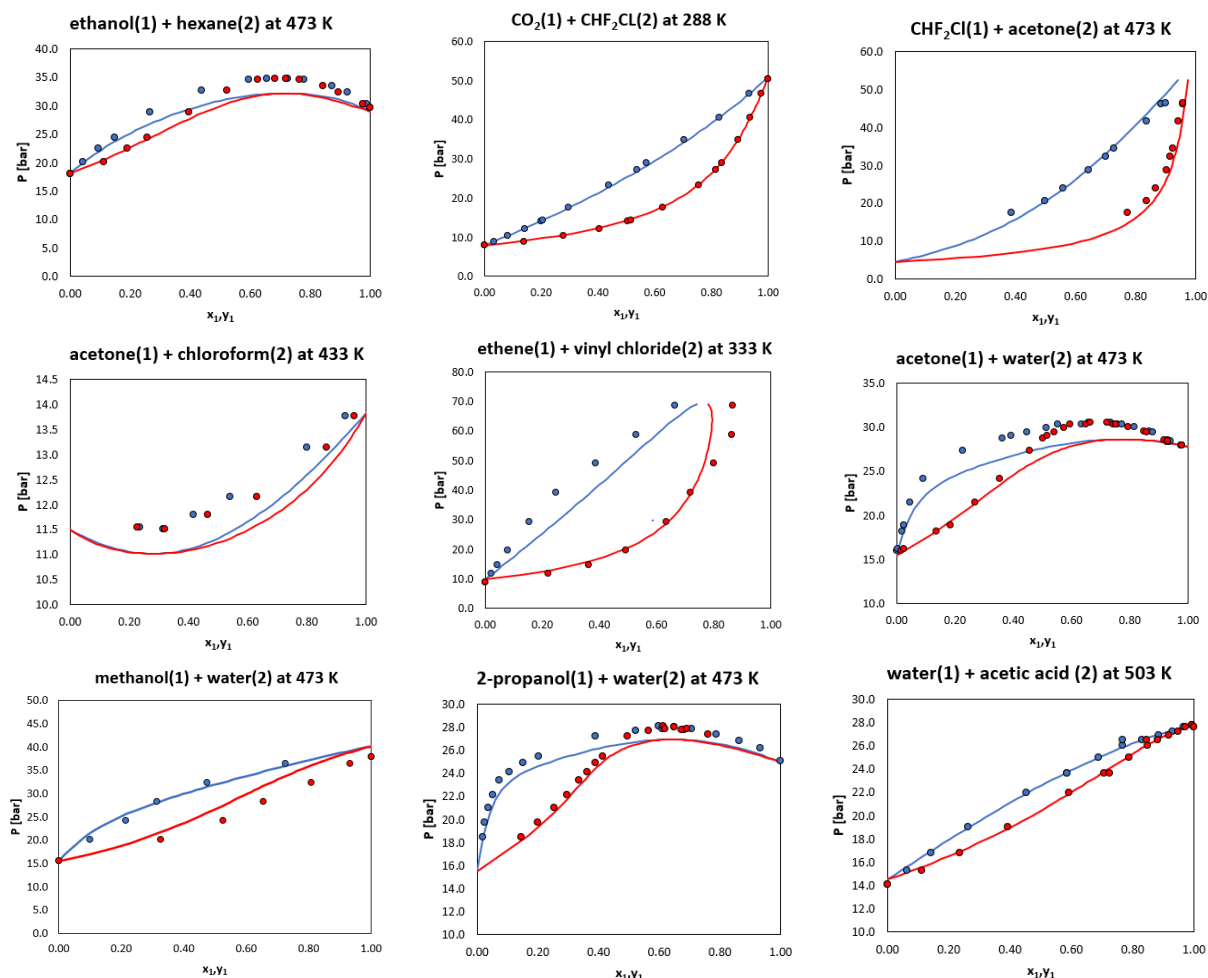 ethanol(1) + hexane(2) at 473 K
40.0
35.0
30.0
25.0
20.0
15.0
10.0
5.0
0.0
P [bar]
0.00 0.20 0.40 0.60 0.80 1.00
x₁,y₁
CO₂(1) + CHF₂CL(2) at 288 K
60.0
50.0
40.0
30.0
20.0
10.0
0.0
P [bar]
0.00 0.20 0.40 0.60 0.80 1.00
x₁,y₁
CHF₂Cl(1) + acetone(2) at 473 K
60.0
50.0
40.0
30.0
20.0
10.0
0.0
P [bar]
0.00 0.20 0.40 0.60 0.80 1.00
x₁,y₁
acetone(1) + chloroform(2) at 433 K
14.5
14.0
13.5
13.0
12.5
12.0
11.5
11.0
10.5
10.0
P [bar]
0.00 0.20 0.40 0.60 0.80 1.00
x₁,y₁
ethene(1) + vinyl chloride(2) at 333 K
80.0
70.0
60.0
50.0
40.0
30.0
20.0
10.0
0.0
P [bar]
0.00 0.20 0.40 0.60 0.80 1.00
x₁,y₁
acetone(1) + water(2) at 473 K
35.0
30.0
25.0
20.0
15.0
10.0
P [bar]
0.00 0.20 0.40 0.60 0.80 1.00
x₁,y₁
methanol(1) + water(2) at 473 K
50.0
45.0
40.0
35.0
30.0
25.0
20.0
15.0
10.0
5.0
0.0
P [bar]
0.00 0.20 0.40 0.60 0.80 1.00
x₁,y₁
2-propanol(1) + water(2) at 473 K
30.0
28.0
26.0
24.0
22.0
20.0
18.0
16.0
14.0
12.0
10.0
P [bar]
0.00 0.20 0.40 0.60 0.80 1.00
x₁,y₁
water(1) + acetic acid (2) at 503 K
30.0
28.0
26.0
24.0
22.0
20.0
18.0
16.0
14.0
12.0
10.0
P [bar]
0.00 0.20 0.40 0.60 0.80 1.00
x₁,y₁